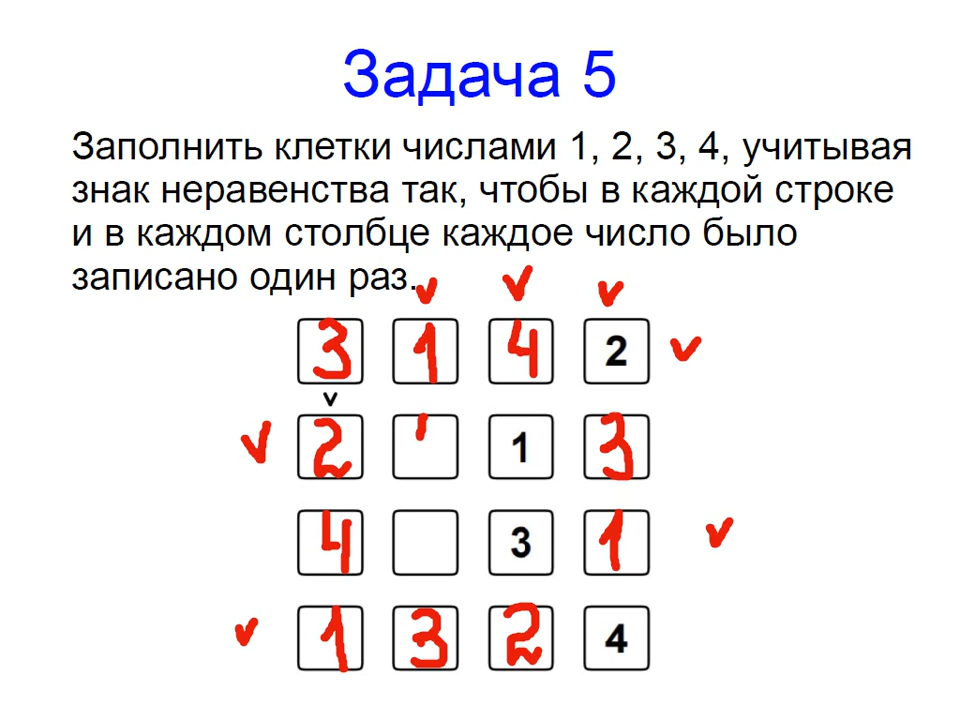 Задача 5
Заполнить клетки числами 1, 2, 3, 4, учитывая
знак неравенства так, чтобы в каждой строке
и в каждом столбце каждое число было
записано один раз.
3 1 4 2
v
2 1 3
4 3 1
1 3 2 4